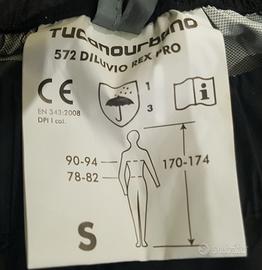 TUCANOURBANO
572 DILUVIO REX PRO
CE
1
3
i
EN 343:2008
DPI I cat.
90-94
78-82
170-174
S
subito